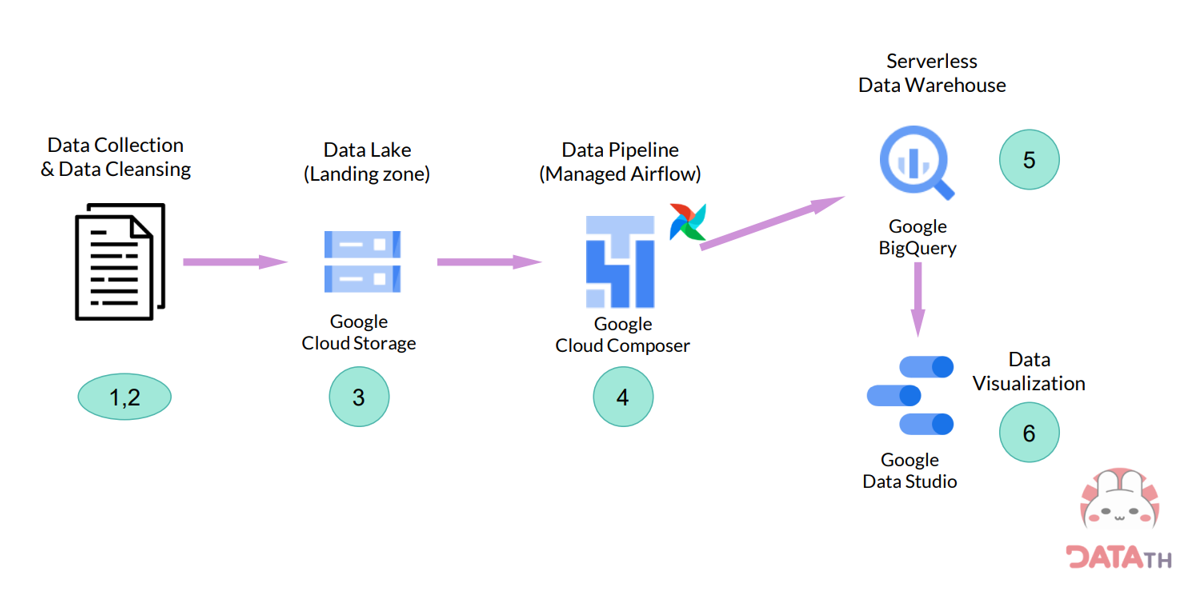 Data Collection
& Data Cleansing
1,2
Data Lake
(Landing zone)
Google
Cloud Storage
3
Data Pipeline
(Managed Airflow)
Google
Cloud Composer
4
Serverless
Data Warehouse
5
Google
BigQuery
Data
Visualization
6
Google
Data Studio
DATATH